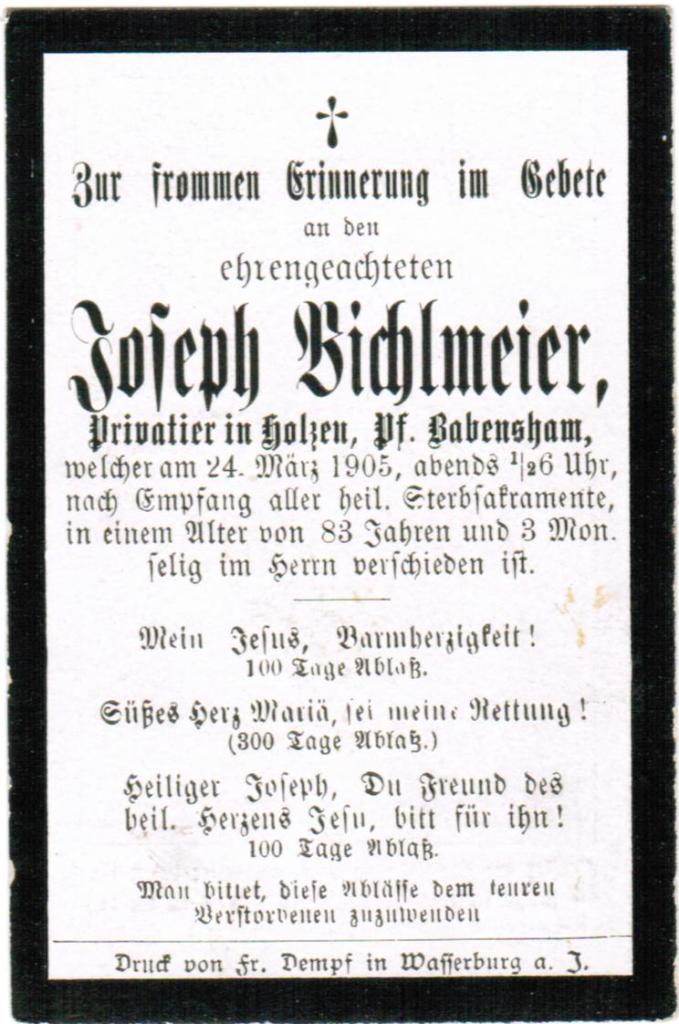 Zur frommen Erinnerung im Gebete
an den
ehrengeachteten
Joseph Bichlmeier,
Privatier in Holzen, Pf. Babensham,
welcher am 24. März 1905, abends ½6 Uhr,
nach Empfang aller heil. Sterbsakramente,
in einem Alter von 83 Jahren und 3 Mon.
selig im Herrn verschieden ist.
Mein Jesus, Barmherzigkeit!
100 Tage Ablaß.
Süßes Herz Mariä, sei meine Rettung!
(300 Tage Ablaß.)
Heiliger Joseph, Du Freund des
heil. Herzens Jesu, bitt für ihn!
100 Tage Ablaß.
Man bittet, diese Ablässe dem teuren
Verstorbenen zuzuwenden
Druck von Fr. Dempf in Wasserburg a. J.